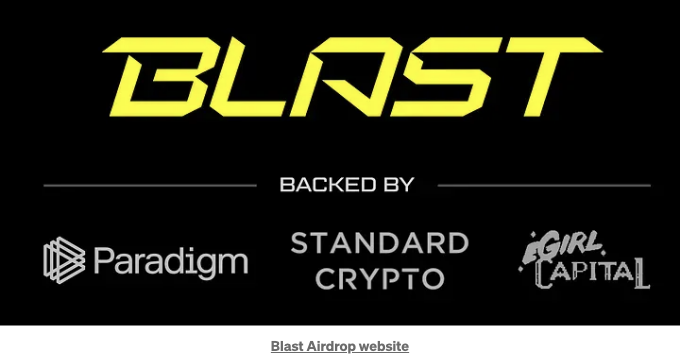 BLAST
BACKED BY
Paradigm
STANDARD
CRYPTO
eGIRL
CAPITAL
Blast Airdrop website